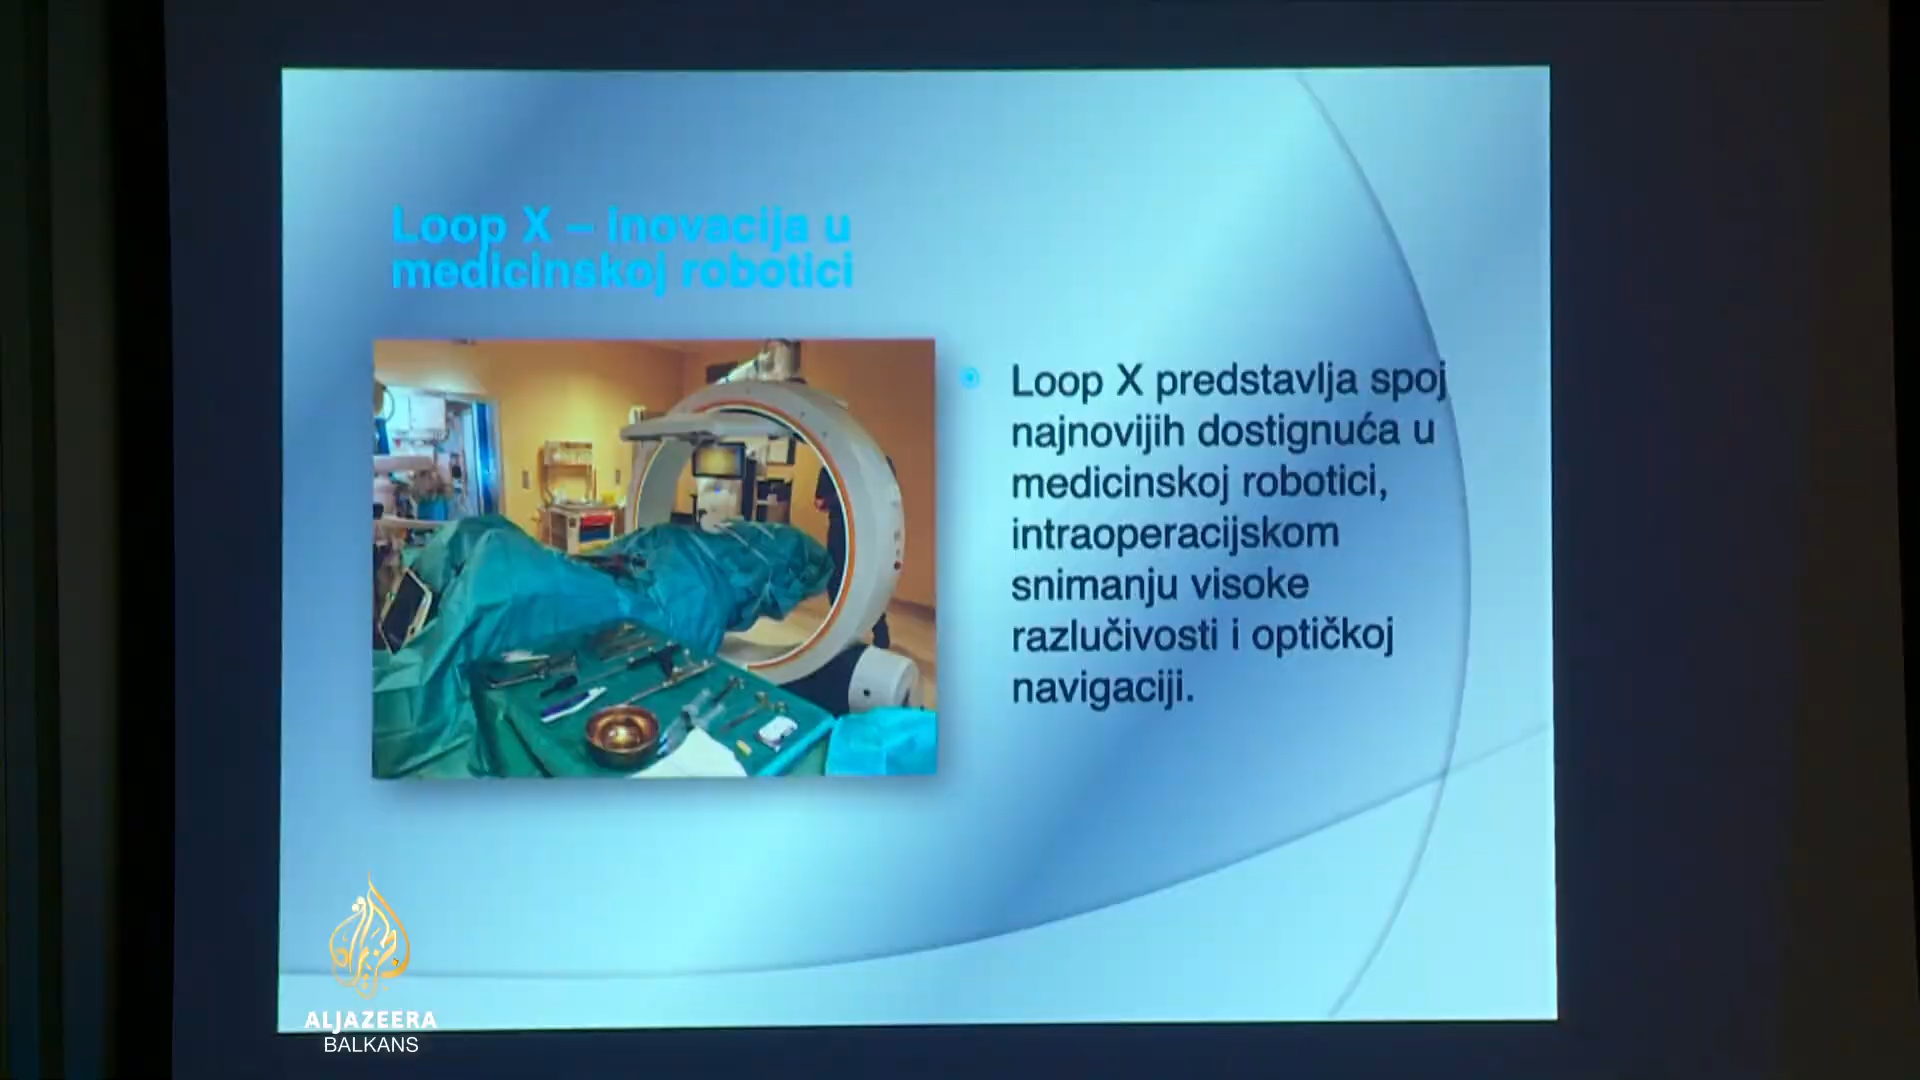 Loop X – Inovacija u
medicinskoj robotici
Loop X predstavlja spoj
najnovijih dostignuća u
medicinskoj robotici,
intraoperacijskom
snimanju visoke
razlučivosti i optičkoj
navigaciji.
ALJAZEERA
BALKANS